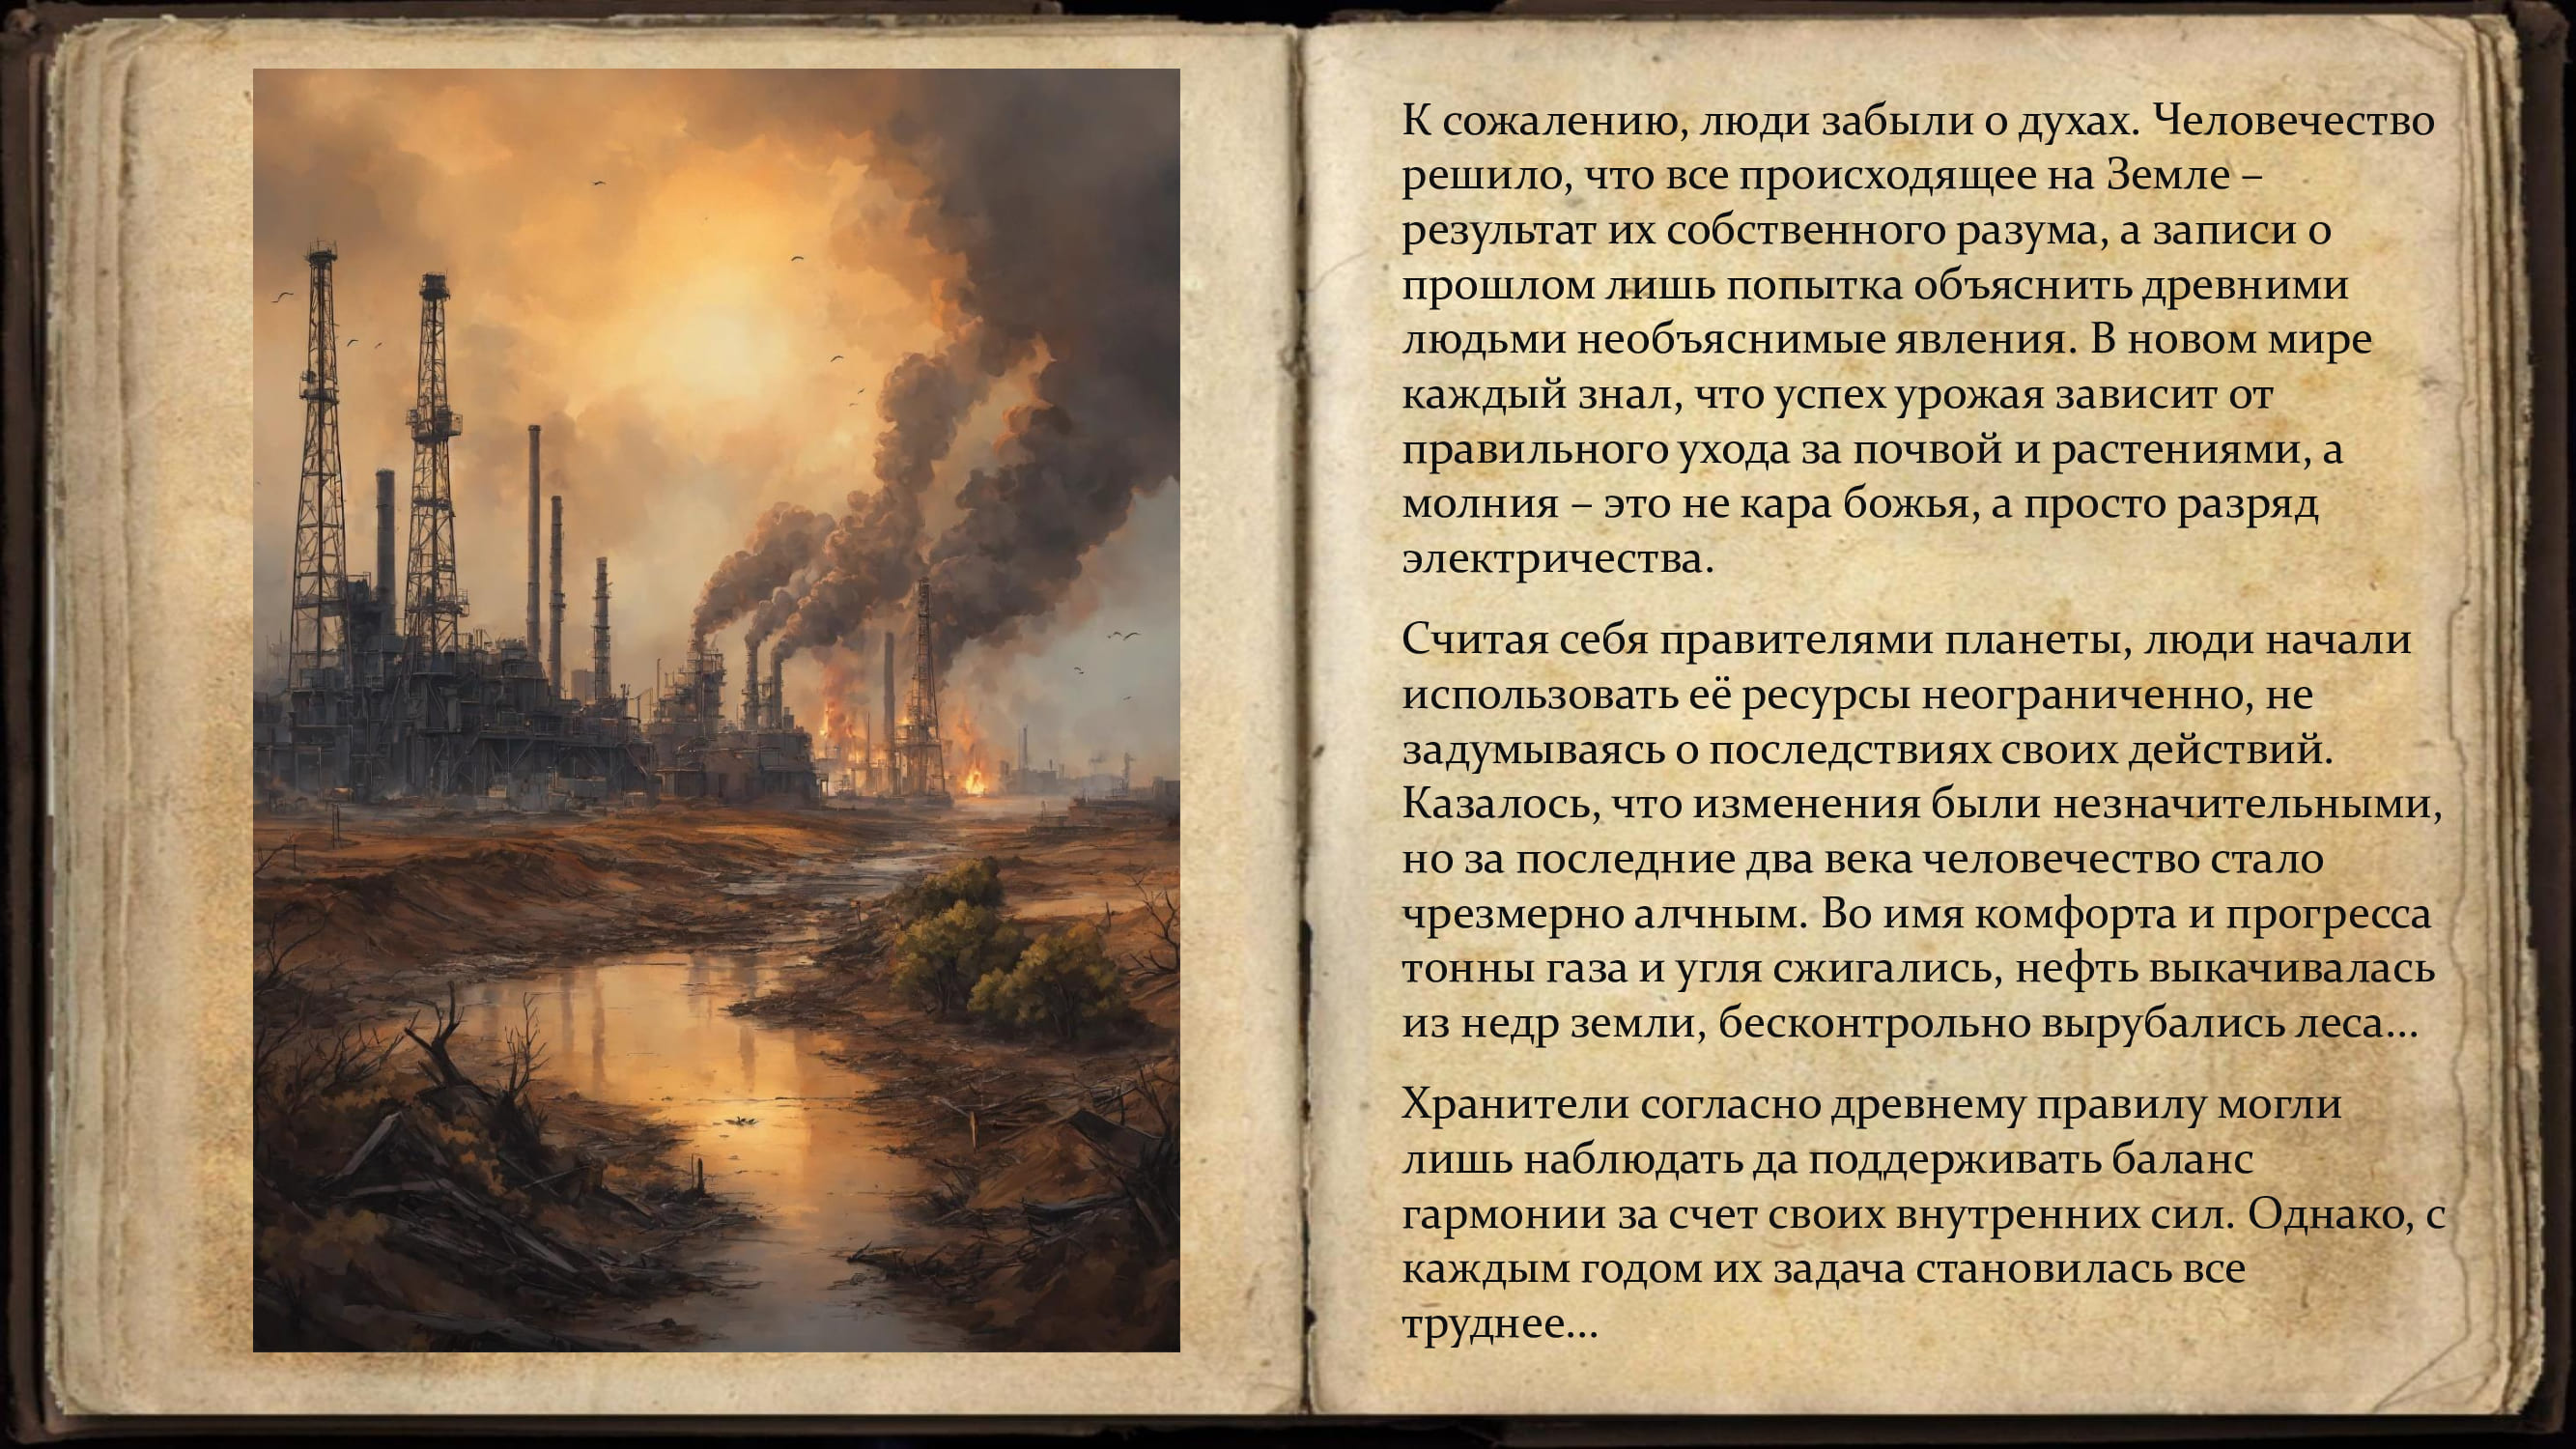 К сожалению, люди забыли о духах. Человечество
решило, что все происходящее на Земле –
результат их собственного разума, а записи о
прошлом лишь попытка объяснить древними
людьми необъяснимые явления. В новом мире
каждый знал, что успех урожая зависит от
правильного ухода за почвой и растениями, а
молния – это не кара божья, а просто разряд
электричества.
Считая себя правителями планеты, люди начали
использовать её ресурсы неограниченно, не
задумываясь о последствиях своих действий.
Казалось, что изменения были незначительными,
но за последние два века человечество стало
чрезмерно алчным. Во имя комфорта и прогресса
тонны газа и угля сжигались, нефть выкачивалась
из недр земли, бесконтрольно вырубались леса…
Хранители согласно древнему правилу могли
лишь наблюдать да поддерживать баланс
гармонии за счет своих внутренних сил. Однако, с
каждым годом их задача становилась все
труднее…